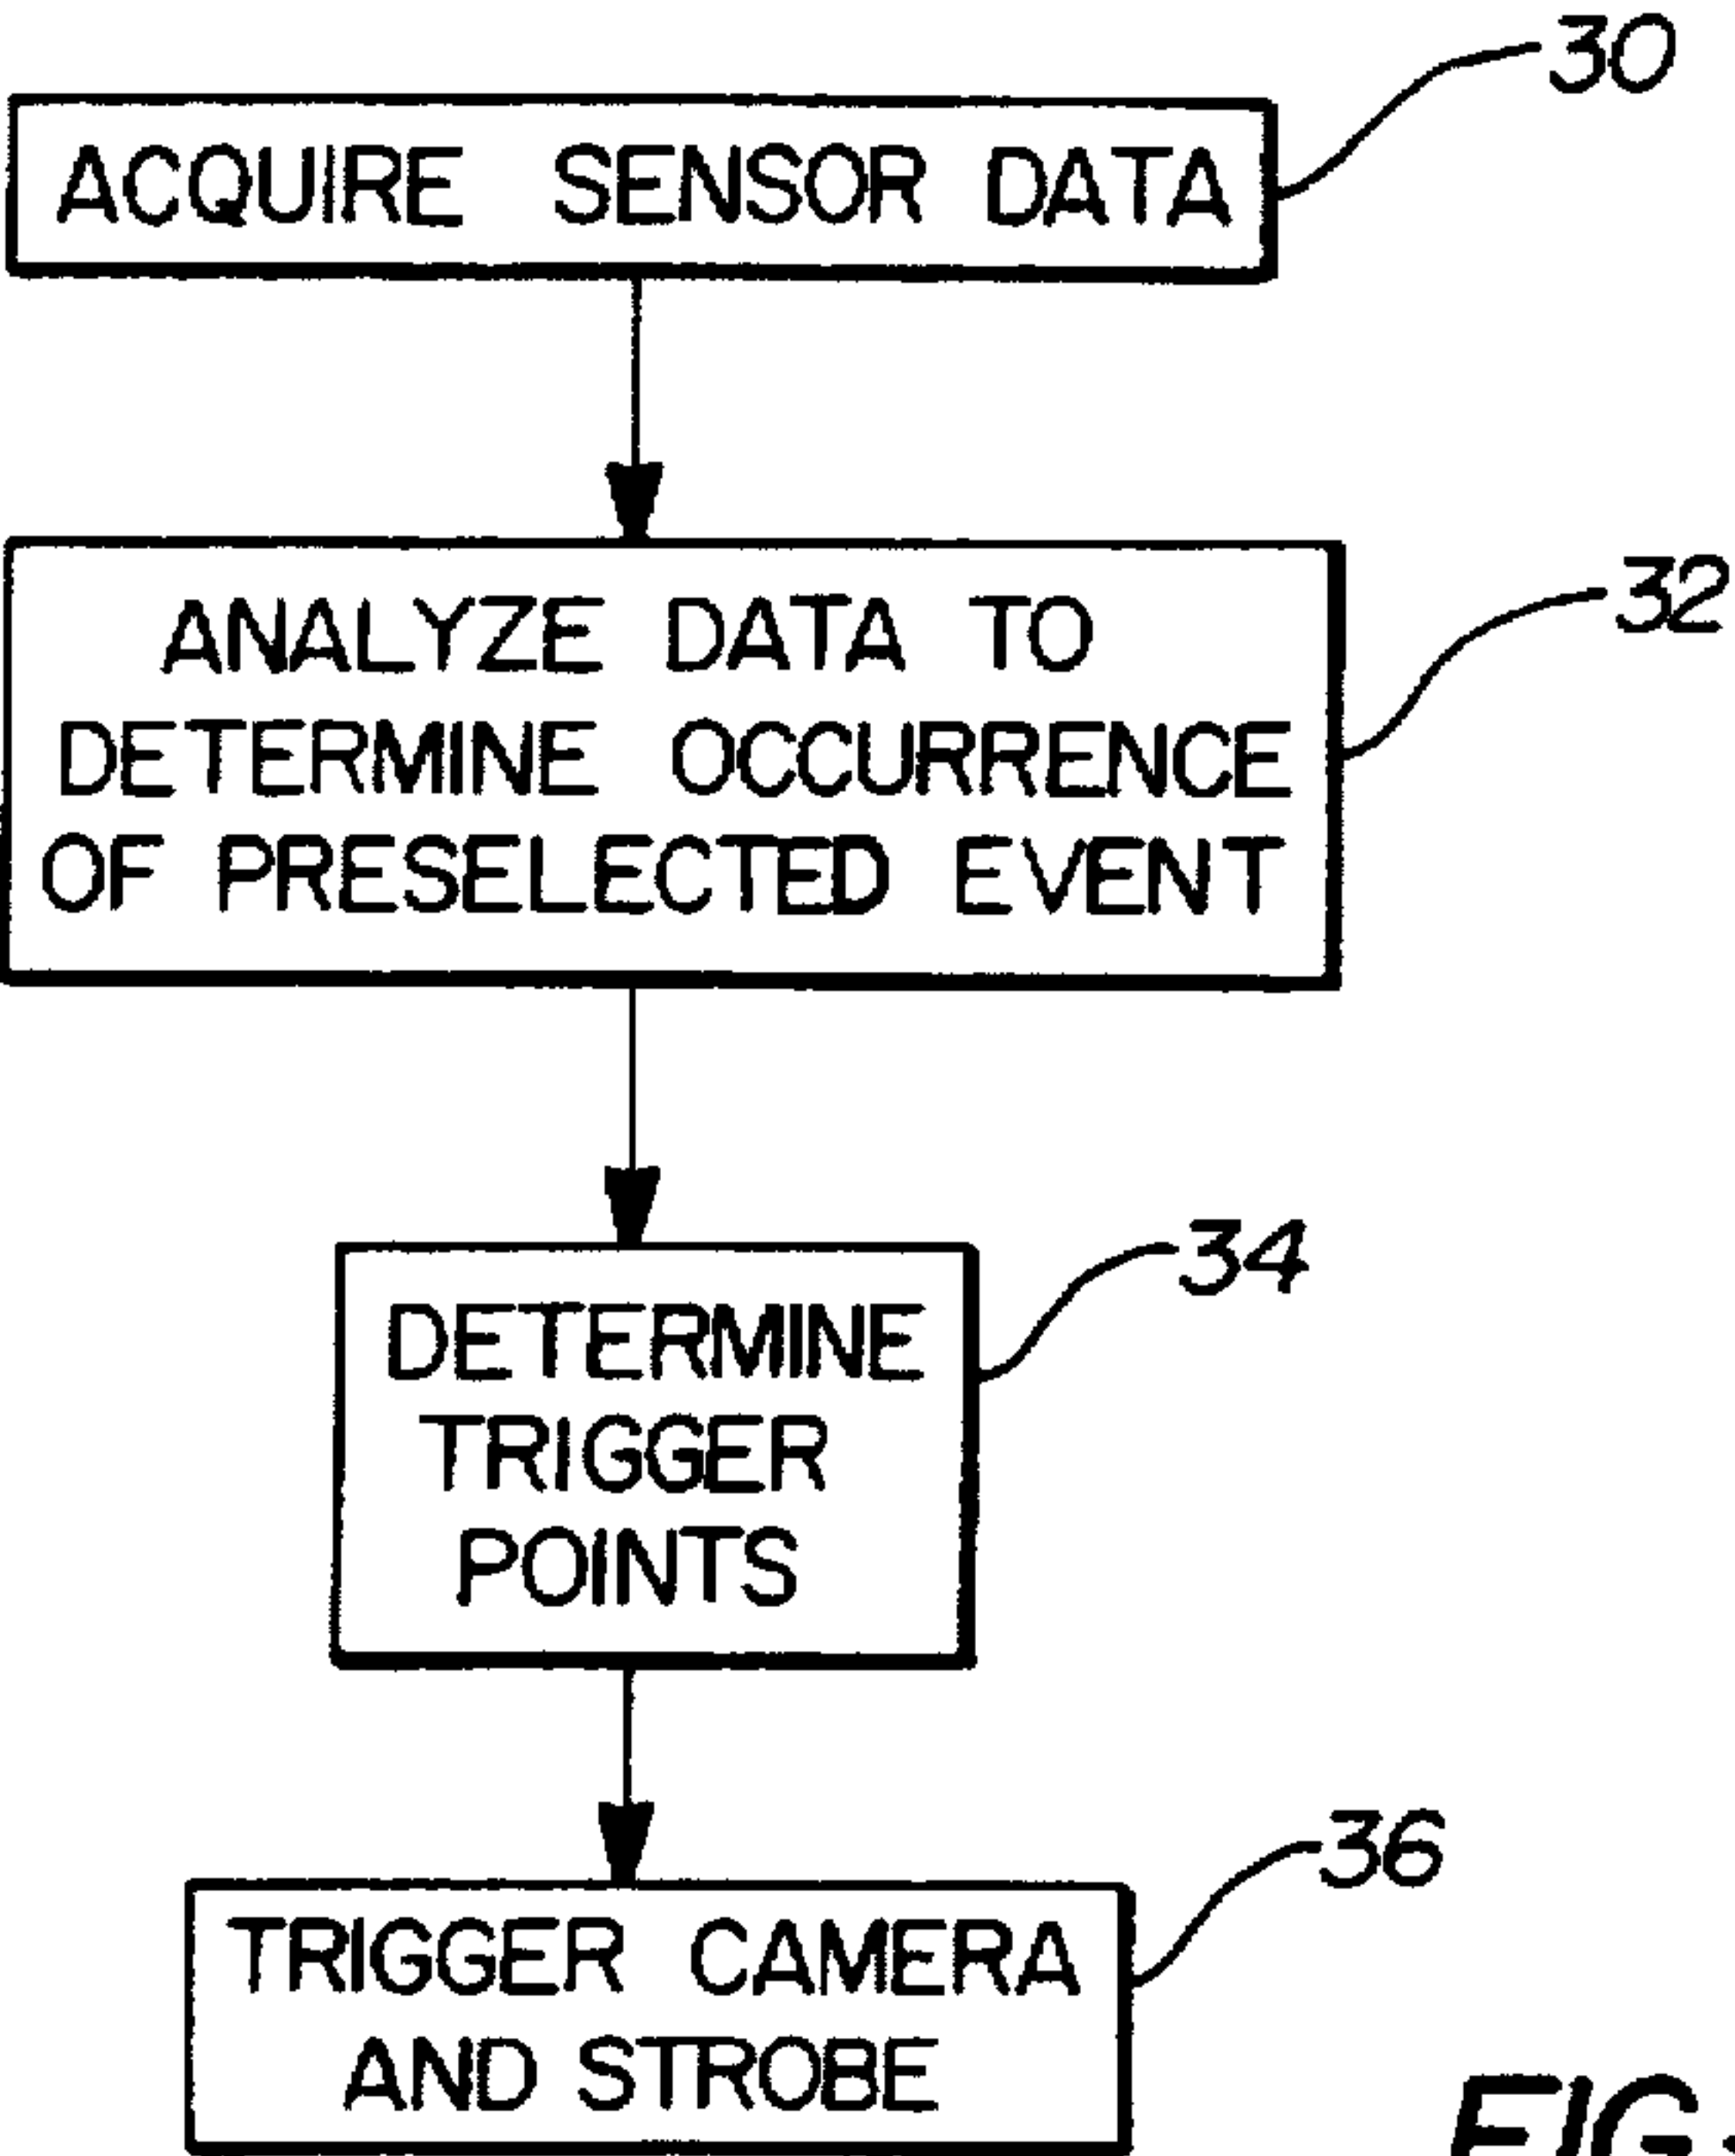 30
ACQUIRE SENSOR DATA
32
ANALYZE DATA TO
DETERMINE OCCURRENCE
OF PRESELECTED EVENT
34
DETERMINE
TRIGGER
POINTS
36
TRIGGER CAMERA
AND STROBE
FIG